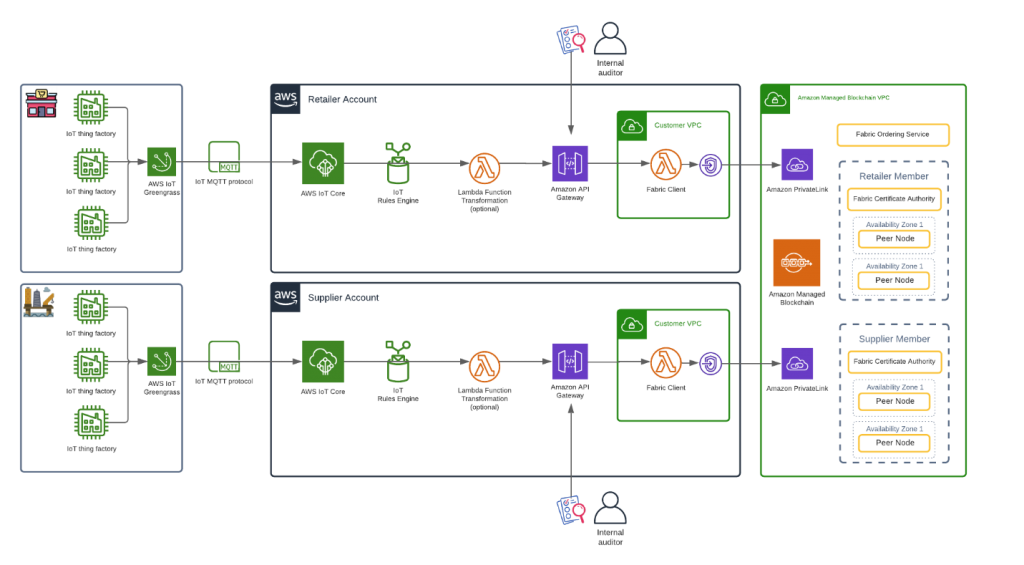 Internal
auditor
aws
Retailer Account
Amazon Managed Blockchain VPC
IoT thing factory
IoT thing factory
IoT thing factory
AWS IoT
Greengrass
MQTT
IoT MQTT protocol
AWS IoT Core
IoT
Rules Engine
Lambda Function
Transformation
(optional)
Amazon API
Gateway
Customer VPC
Fabric Client
Amazon PrivateLink
Fabric Ordering Service
Retailer Member
Fabric Certificate Authority
Availability Zone 1
Peer Node
Availability Zone 1
Peer Node
Amazon Managed
Blockchain
aws
Supplier Account
IoT thing factory
IoT thing factory
IoT thing factory
AWS IoT
Greengrass
MQTT
IoT MQTT protocol
AWS IoT Core
IoT
Rules Engine
Lambda Function
Transformation
(optional)
Amazon API
Gateway
Customer VPC
Fabric Client
Amazon PrivateLink
Supplier Member
Fabric Certificate Authority
Availability Zone 1
Peer Node
Availability Zone 1
Peer Node
Internal
auditor